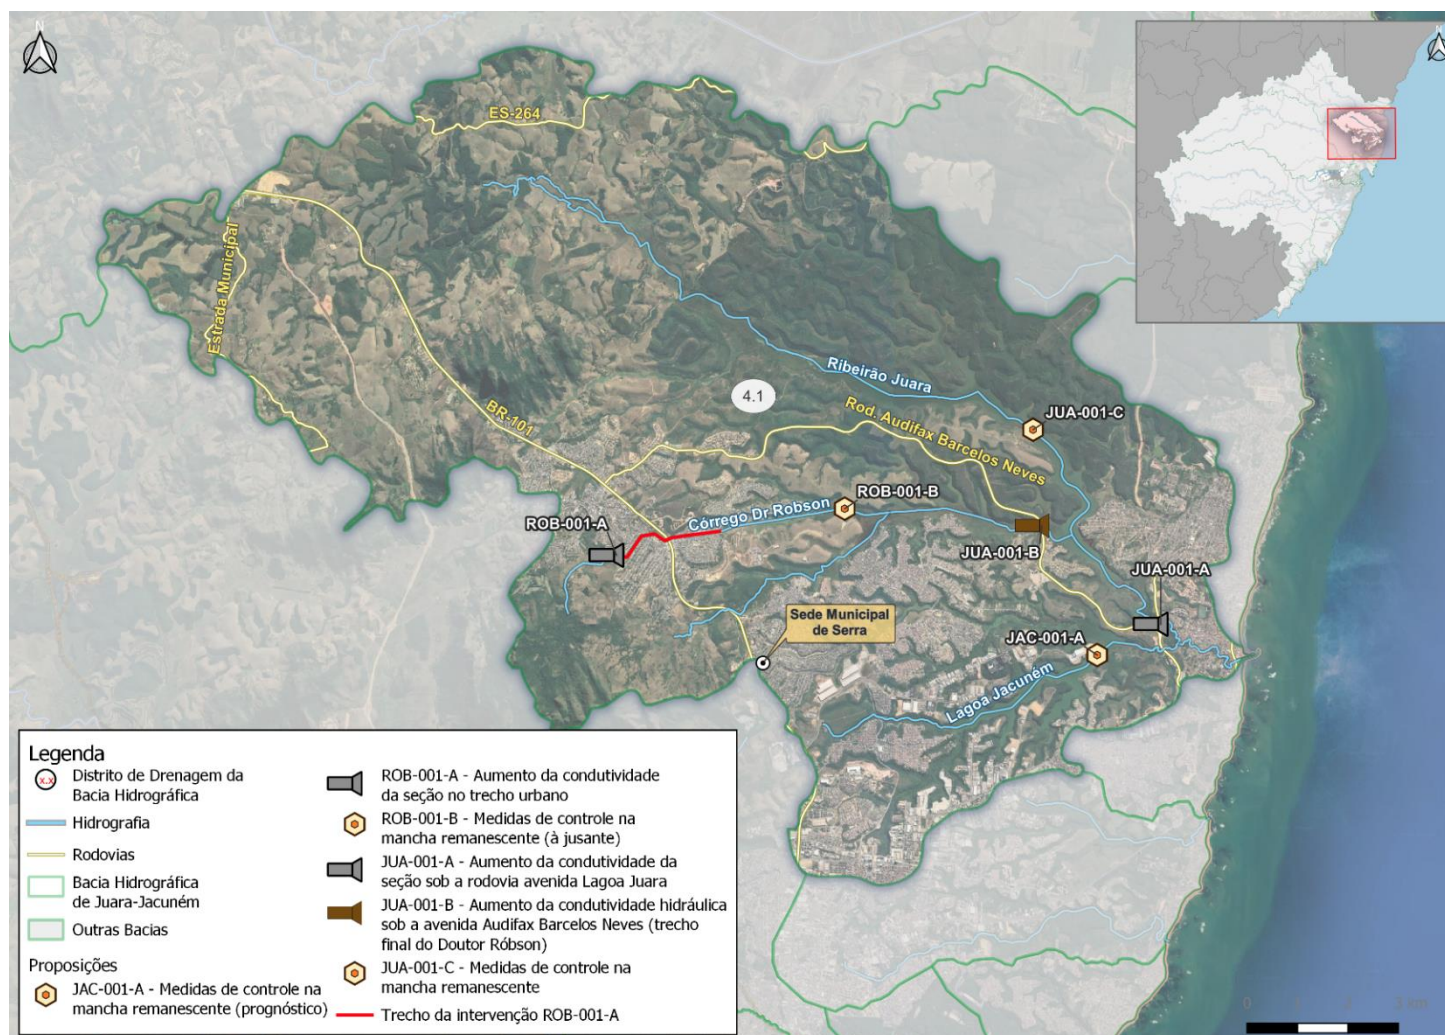 N
N
ES-264
Estrada Municipal
BR-101
Ribeirão Juara
4.1
Rod. Audifax Barcelos Neves
JUA-001-C
ROB-001-B
Córrego Dr Robson
ROB-001-A
JUA-001-B
JUA-001-A
Sede Municipal
de Serra
JAC-001-A
Lagoa Jacuném
Legenda
x.x
Distrito de Drenagem da
Bacia Hidrográfica
Hidrografia
Rodovias
Bacia Hidrográfica
de Juara-Jacuném
Outras Bacias
Proposições
JAC-001-A - Medidas de controle na
mancha remanescente (prognóstico)
ROB-001-A - Aumento da condutividade
da seção no trecho urbano
ROB-001-B - Medidas de controle na
mancha remanescente (à jusante)
JUA-001-A - Aumento da condutividade da
seção sob a rodovia avenida Lagoa Juara
JUA-001-B - Aumento da condutividade hidráulica
sob a avenida Audifax Barcelos Neves (trecho
final do Doutor Róbson)
JUA-001-C - Medidas de controle na
mancha remanescente
Trecho da intervenção ROB-001-A
0 1 2 3 km